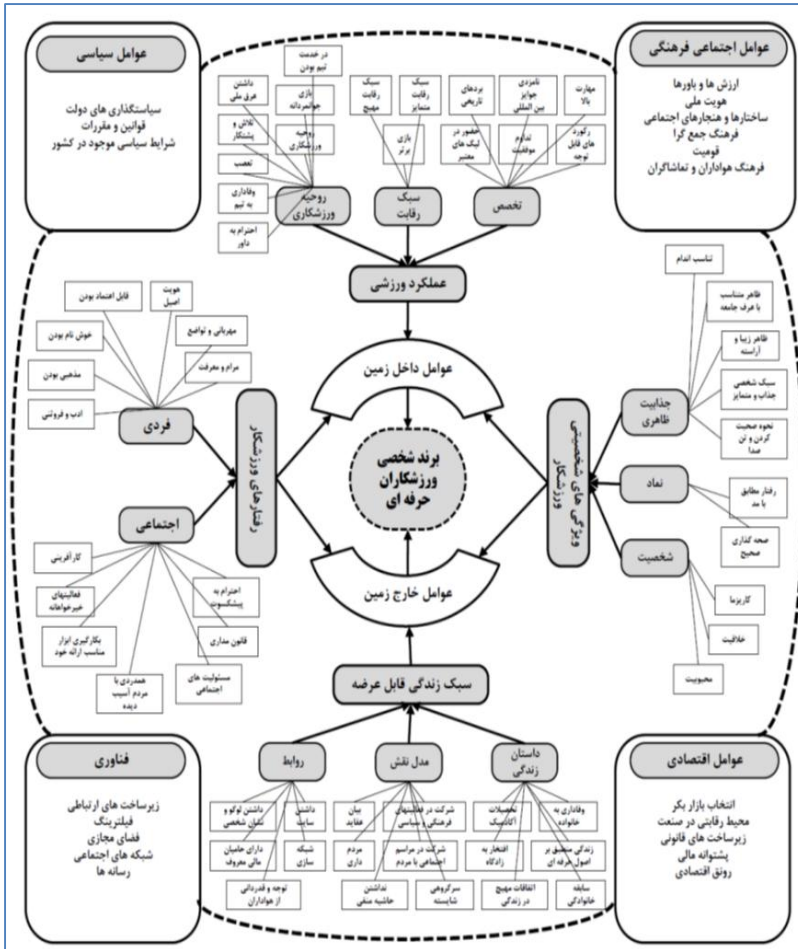 عوامل سیاسی
سیاستگذاری های دولت
قوانین و مقررات
شرایط سیاسی موجود در کشور
عوامل اجتماعی فرهنگی
ارزش ها و باورها
هویت ملی
ساختارها و هنجارهای اجتماعی
فرهنگ جمع گرا
قومیت
فرهنگ هواداران و تماشاگران
در خدمت
تیم بودن
داشتن
عرق ملی
بازی
جوانمردانه
تلاش و
پشتکار
روحیه
ورزشکاری
تعصب
وفاداری
به تیم
احترام به
داور
روحیه
ورزشکاری
سبک
رقابت
مهیج
سبک
رقابت
متمایز
بازی
برتر
سبک
رقابت
بردهای
تاریخی
نامزدی
جوایز
بین المللی
مهارت
بالا
حضور در
لیگ های
معتبر
تداوم
موفقیت
رکورد
های قابل
توجه
تخصص
عملکرد ورزشی
عوامل داخل زمین
برند شخصی
ورزشکاران
حرفه ای
عوامل خارج زمین
قابل اعتماد بودن
هویت
اصیل
خوش نام بودن
مهربانی و تواضع
مذهبی بودن
مرام و معرفت
ادب و فروتنی
فردی
رفتارهای ورزشکار
اجتماعی
کارآفرینی
فعالیتهای
خیرخواهانه
بکارگیری ابزار
مناسب ارائه خود
همدردی با
مردم آسیب
دیده
مسئولیت های
اجتماعی
قانون مداری
احترام به
پیشکسوت
تناسب اندام
ظاهر متناسب
با عرف جامعه
ظاهر زیبا و
آراسته
سبک شخصی
جذاب و متمایز
نحوه صحبت
کردن و تن
صدا
جذابیت
ظاهری
ویژگی های شخصیتی
ورزشکار
نماد
رفتار مطابق
با مد
صحه گذاری
صحیح
شخصیت
کاریزما
خلاقیت
محبوبیت
سبک زندگی قابل عرضه
روابط
مدل نقش
داستان
زندگی
داشتن لوگو و
نشان شخصی
داشتن
سایت
دارای حامیان
مالی معروف
شبکه
سازی
توجه و قدردانی
از هواداران
بیان
عقاید
شرکت در فعالیتهای
فرهنگی و سیاسی
مردم
داری
شرکت در مراسم
اجتماعی با مردم
نداشتن
حاشیه منفی
سرگروهی
شایسته
تحصیلات
آکادمیک
وفاداری به
خانواده
افتخار به
زادگاه
زندگی منطبق بر
اصول حرفه ای
اتفاقات مهیج
در زندگی
سابقه
خانوادگی
فناوری
زیرساخت های ارتباطی
فیلترینگ
فضای مجازی
شبکه های اجتماعی
رسانه ها
عوامل اقتصادی
انتخاب بازار بکر
محیط رقابتی در صنعت
زیرساخت های قانونی
پشتوانه مالی
رونق اقتصادی